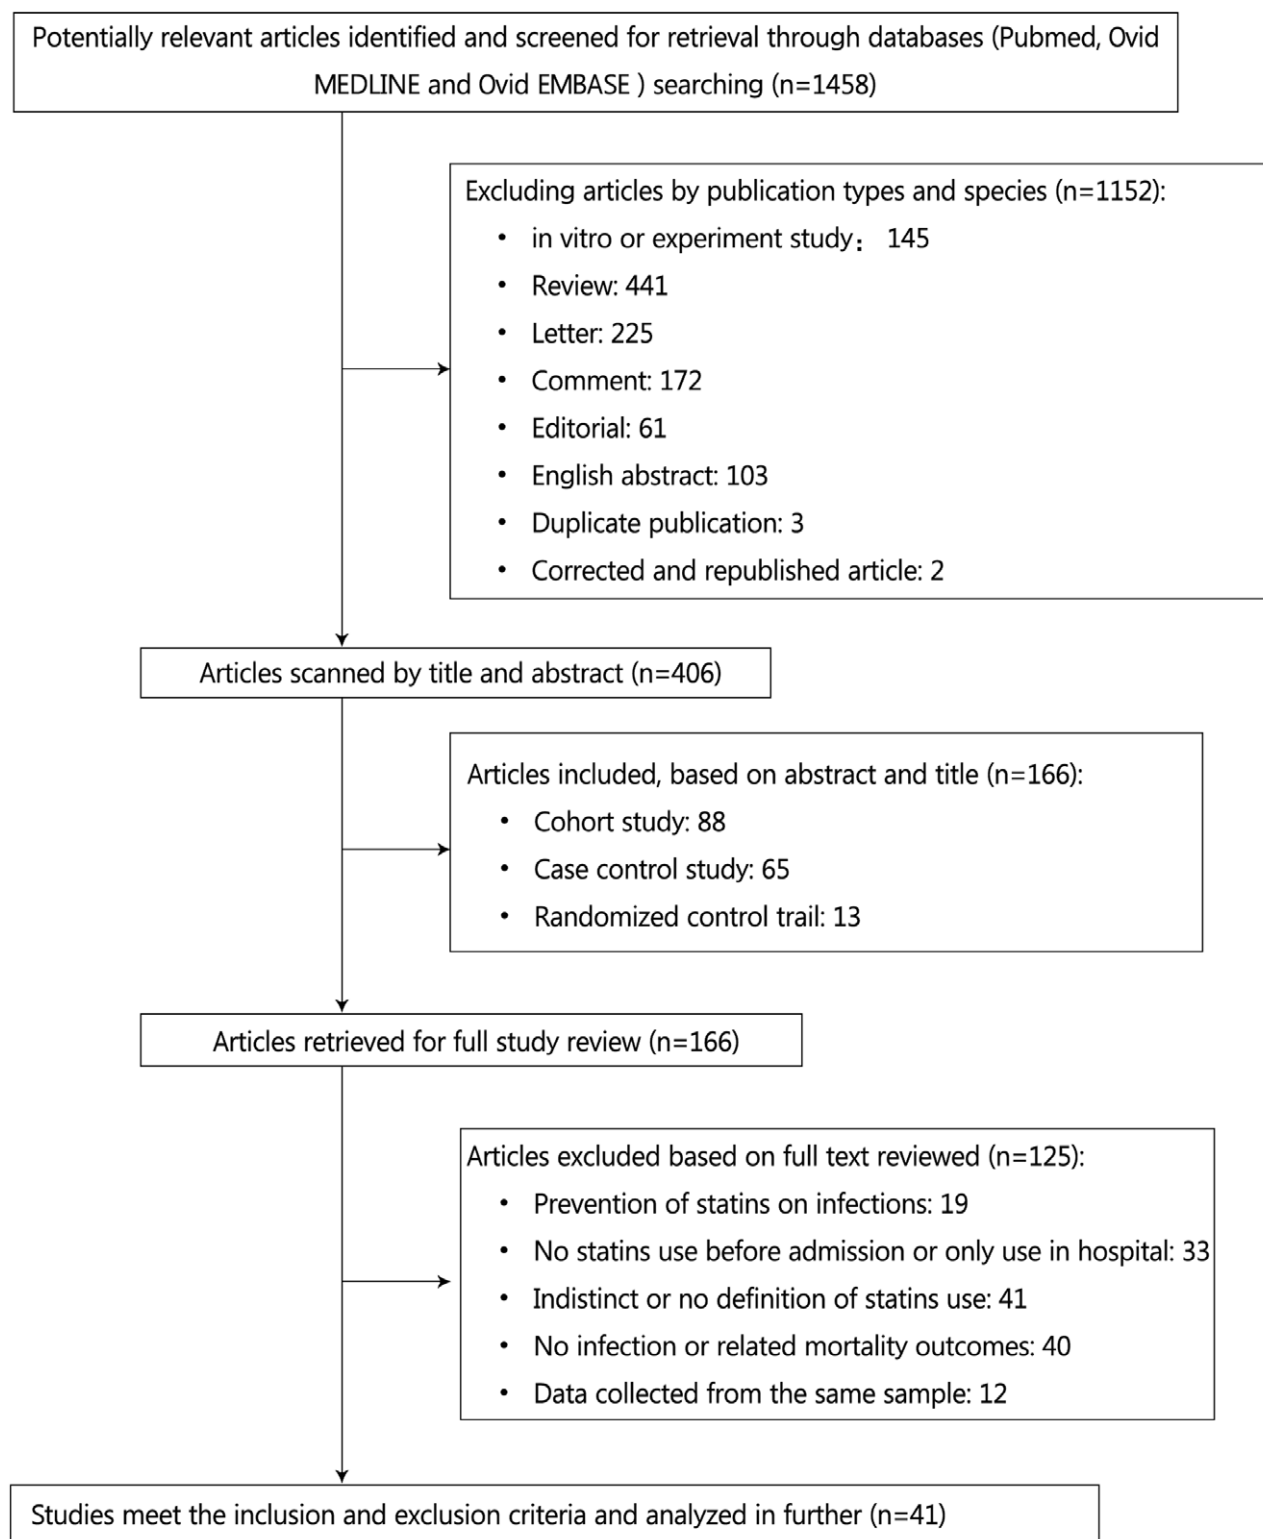 Potentially relevant articles identified and screened for retrieval through databases (Pubmed, Ovid
MEDLINE and Ovid EMBASE ) searching (n=1458)
Excluding articles by publication types and species (n=1152):
• in vitro or experiment study： 145
• Review: 441
• Letter: 225
• Comment: 172
• Editorial: 61
• English abstract: 103
• Duplicate publication: 3
• Corrected and republished article: 2
Articles scanned by title and abstract (n=406)
Articles included, based on abstract and title (n=166):
• Cohort study: 88
• Case control study: 65
• Randomized control trail: 13
Articles retrieved for full study review (n=166)
Articles excluded based on full text reviewed (n=125):
• Prevention of statins on infections: 19
• No statins use before admission or only use in hospital: 33
• Indistinct or no definition of statins use: 41
• No infection or related mortality outcomes: 40
• Data collected from the same sample: 12
Studies meet the inclusion and exclusion criteria and analyzed in further (n=41)